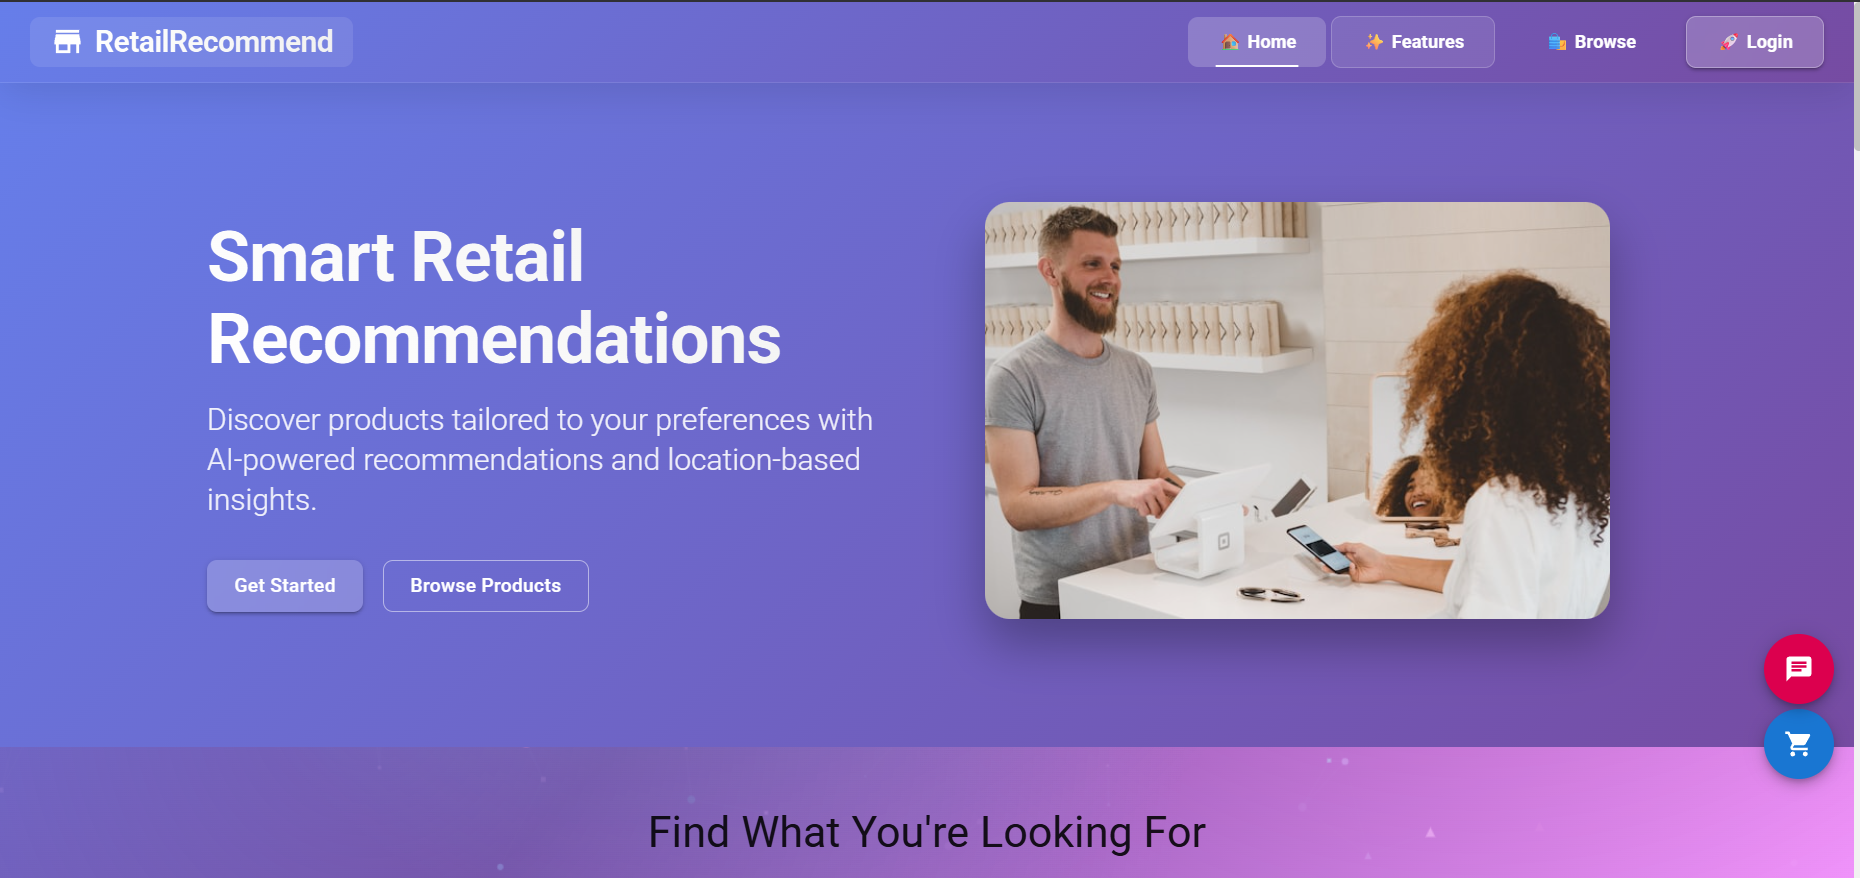 RetailRecommend
Home
Features
Browse
Login
Smart Retail
Recommendations
Discover products tailored to your preferences with
AI-powered recommendations and location-based
insights.
Get Started
Browse Products
Find What You're Looking For